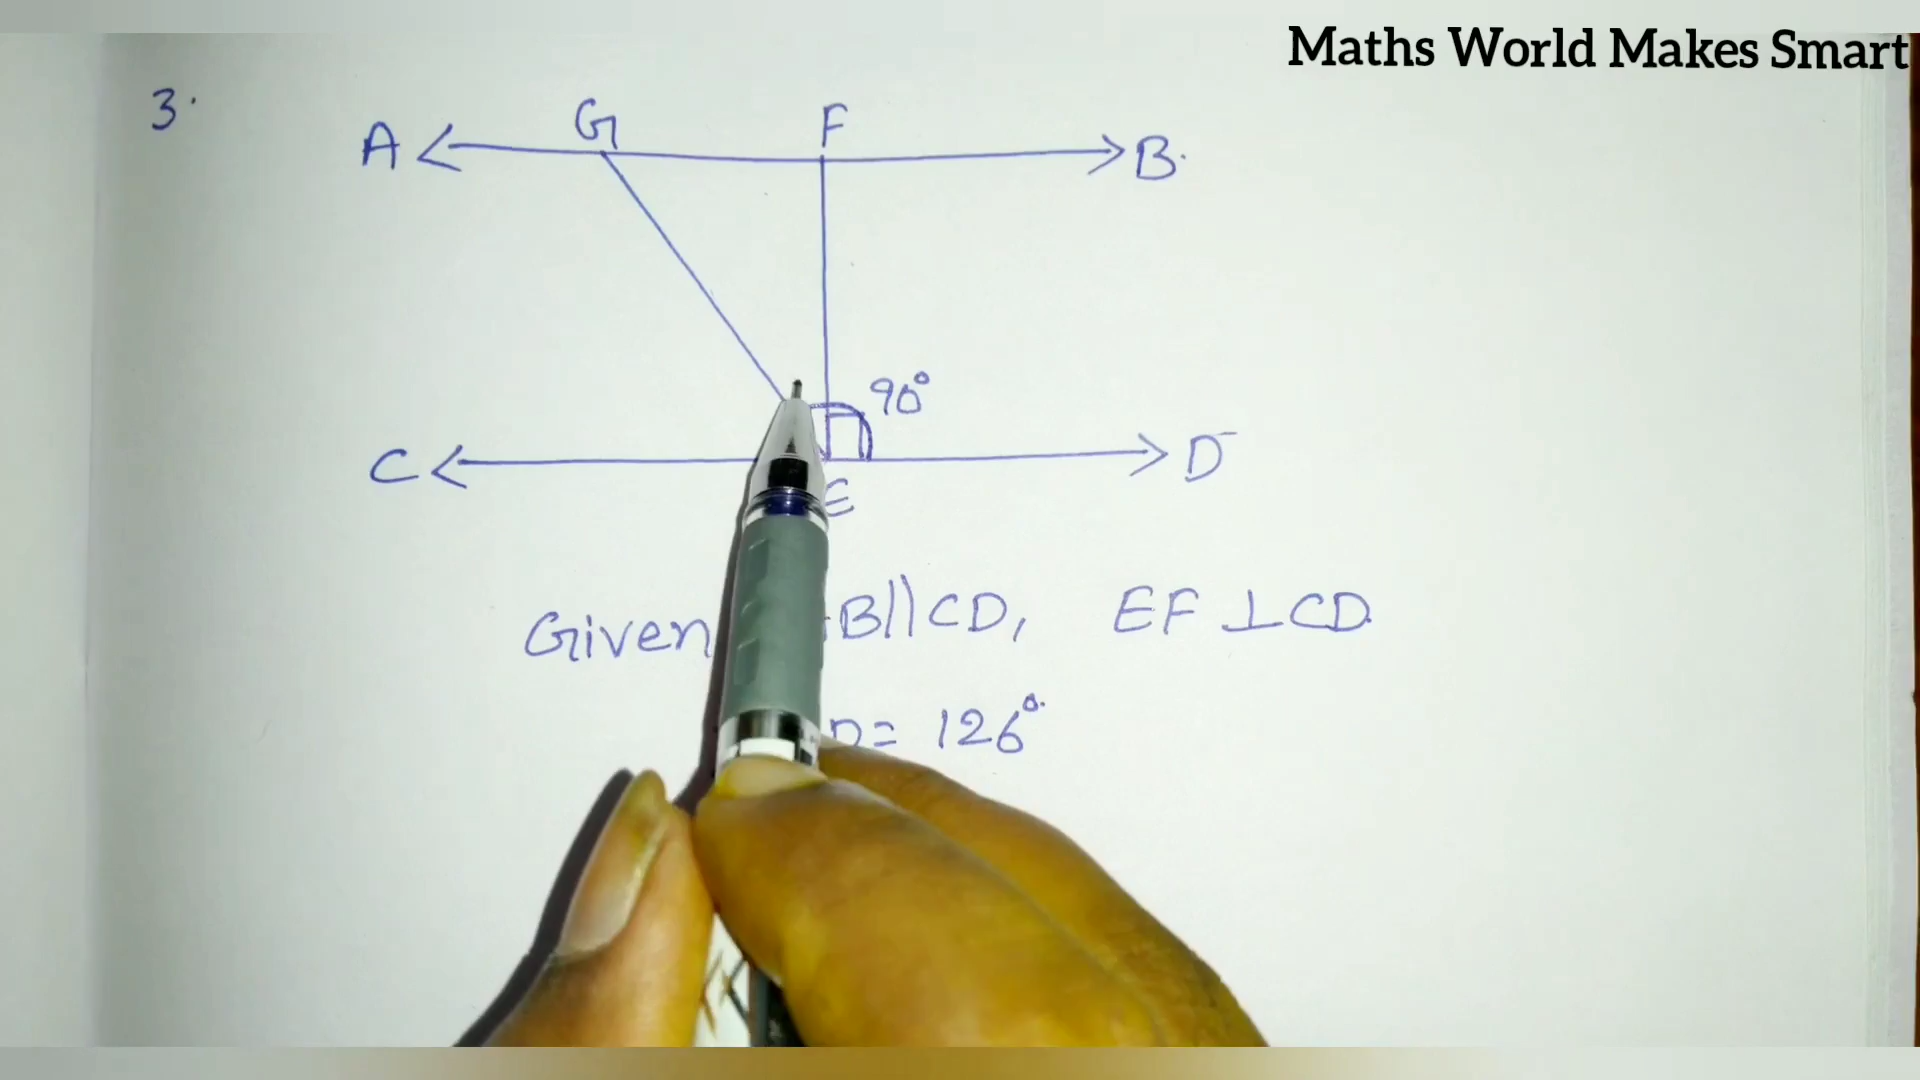 Maths World Makes Smart
3.
G F
A B.
90°
C D
E
Given B||CD, EF⊥CD.
D= 126°